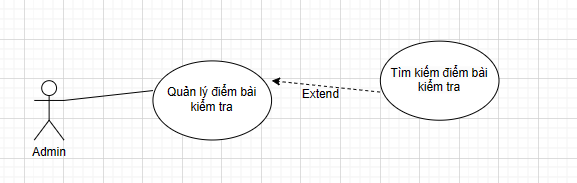 Tìm kiếm điểm bài
kiểm tra
Quản lý điểm bài
kiểm tra
Extend
Admin